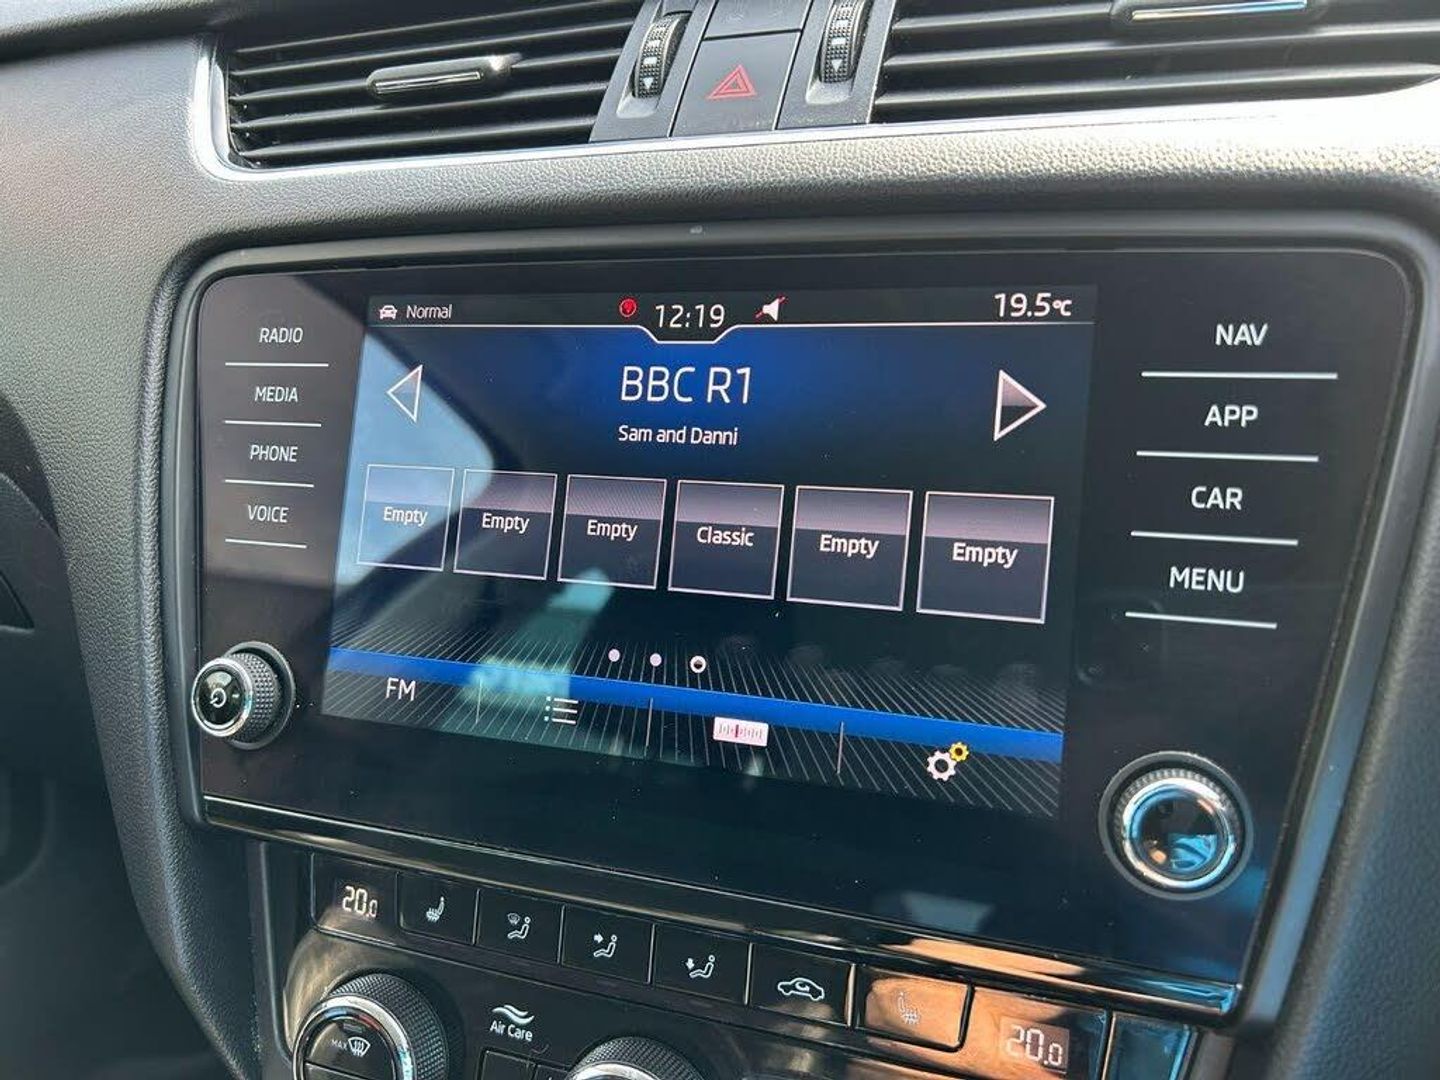 RADIO
MEDIA
PHONE
VOICE
Normal
12:19
19.5°C
BBC R1
Sam and Danni
Empty
Empty
Empty
Classic
Empty
Empty
FM
NAV
APP
CAR
MENU
20.0
Air Care
MAX
20.0